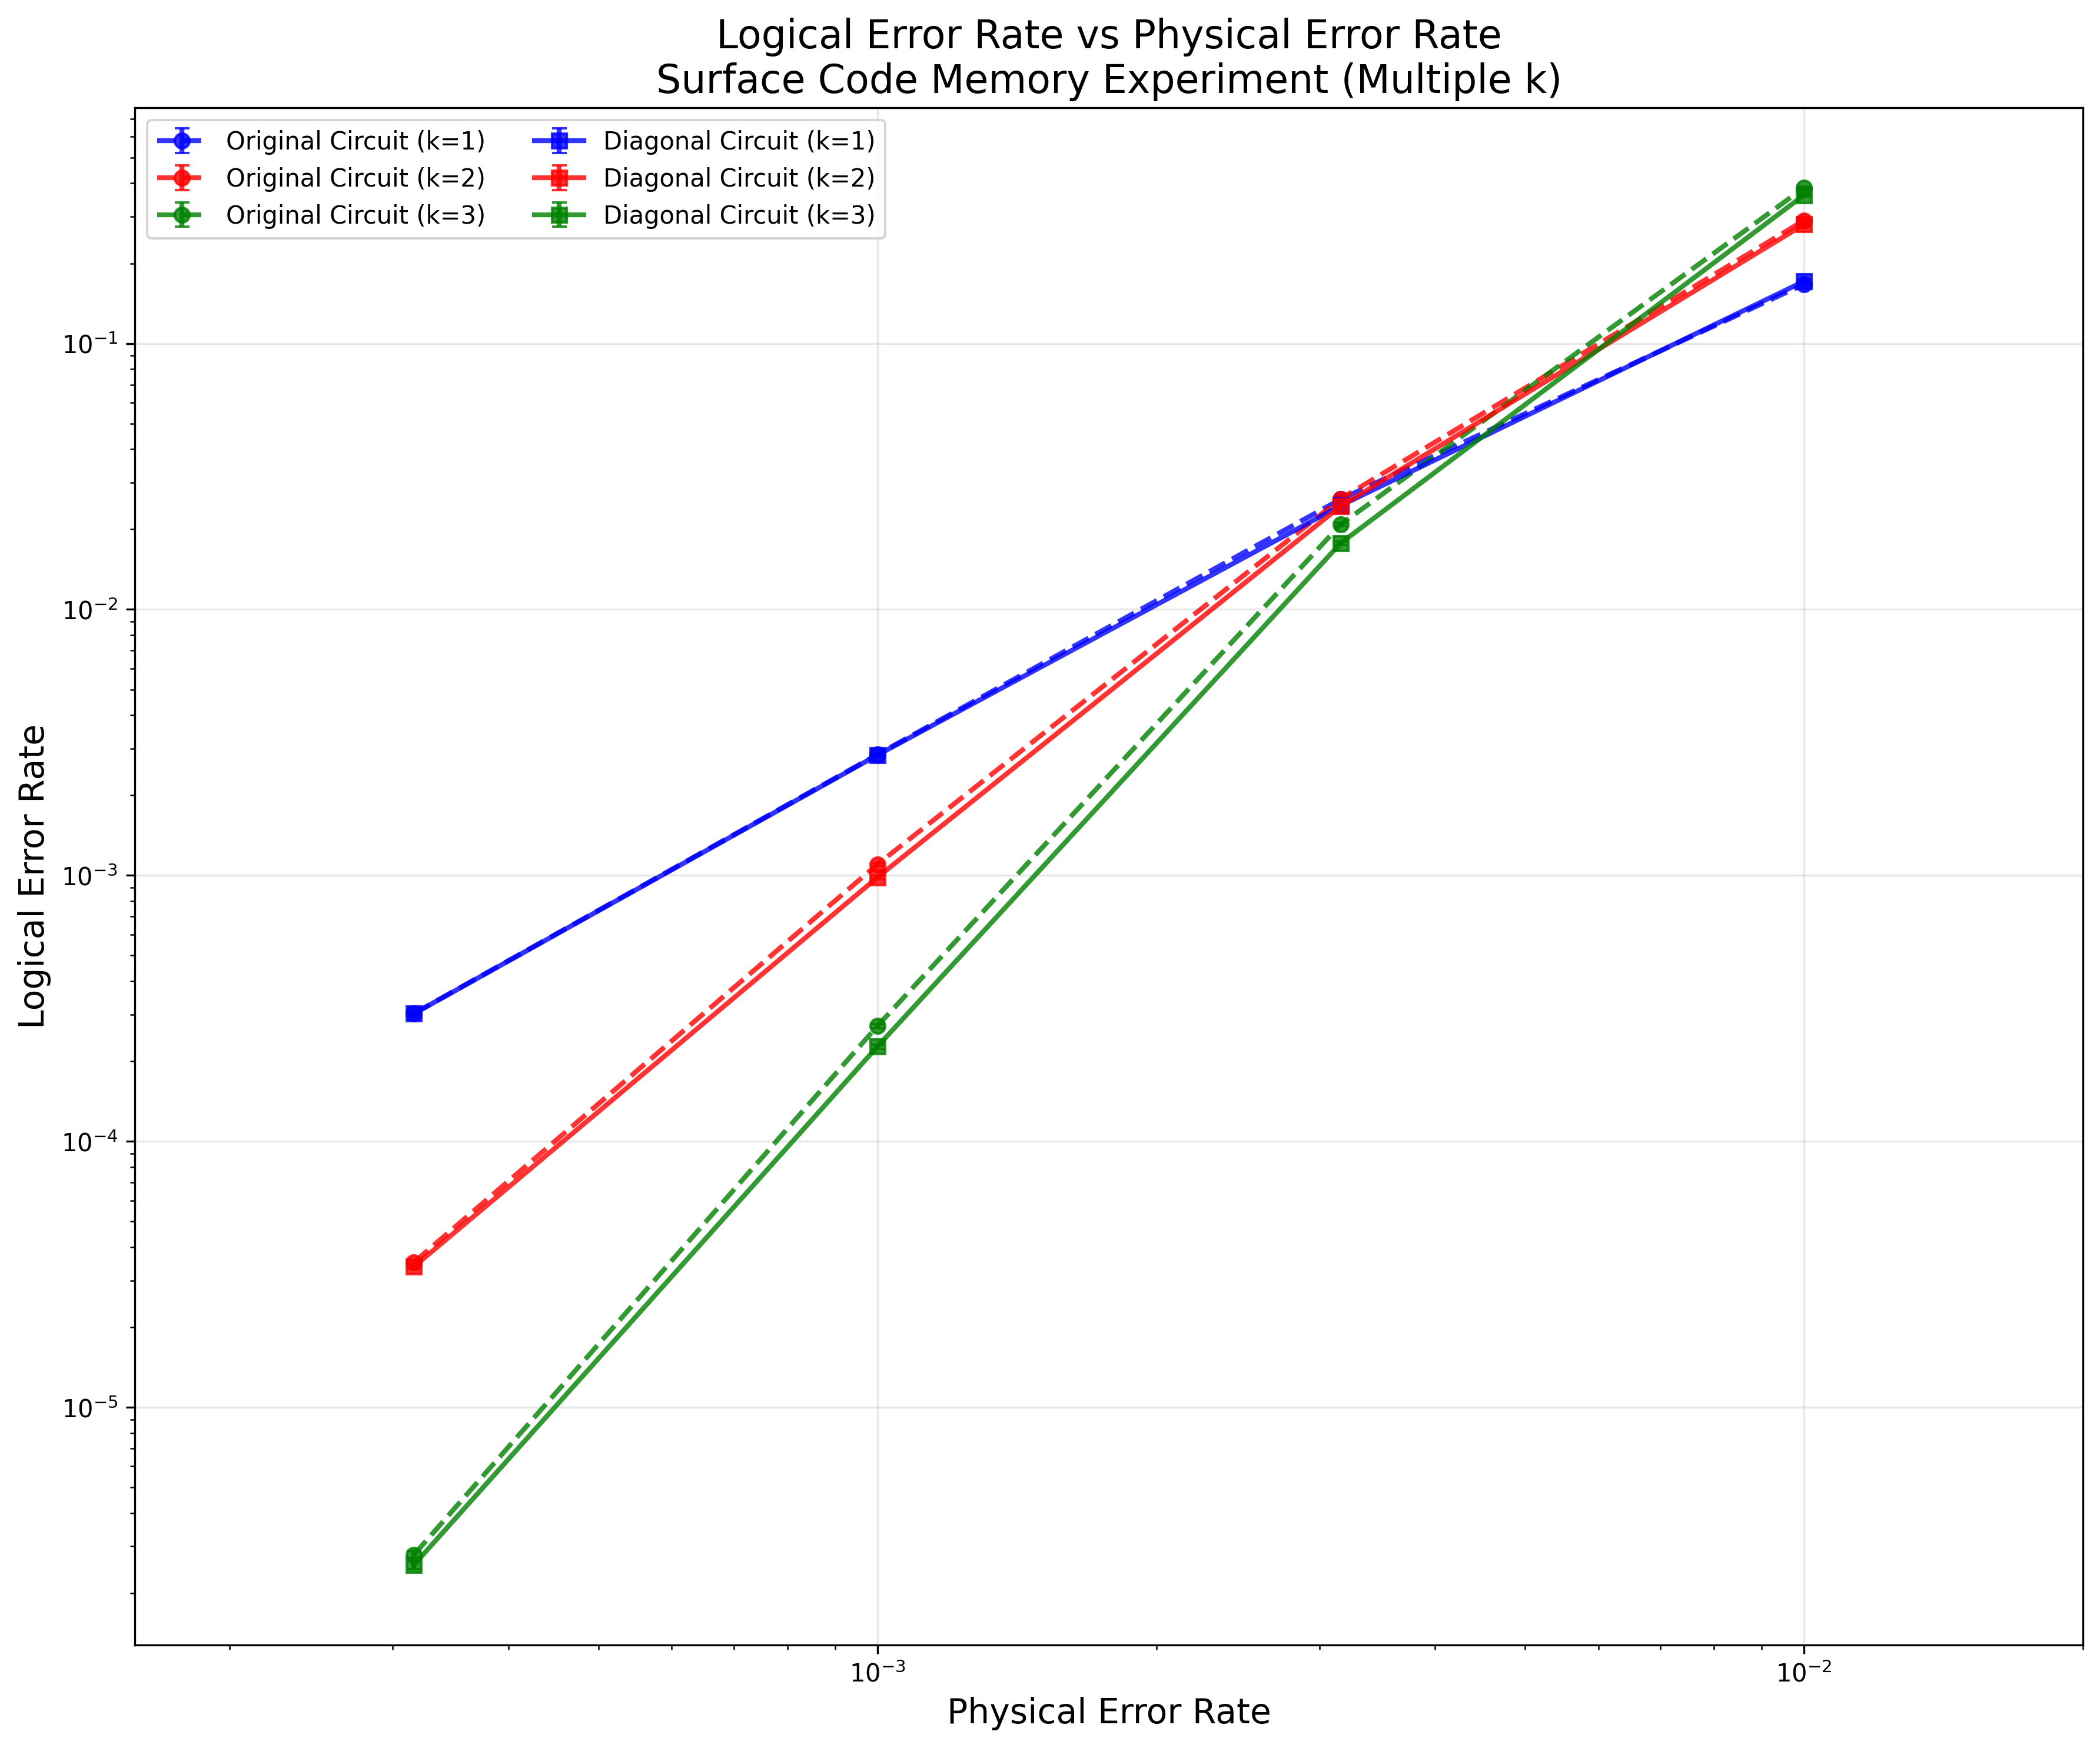 Logical Error Rate vs Physical Error Rate
Surface Code Memory Experiment (Multiple k)
Original Circuit (k=1)
Original Circuit (k=2)
Original Circuit (k=3)
Diagonal Circuit (k=1)
Diagonal Circuit (k=2)
Diagonal Circuit (k=3)
Logical Error Rate
10⁻¹
10⁻²
10⁻³
10⁻⁴
10⁻⁵
10⁻³
10⁻²
Physical Error Rate